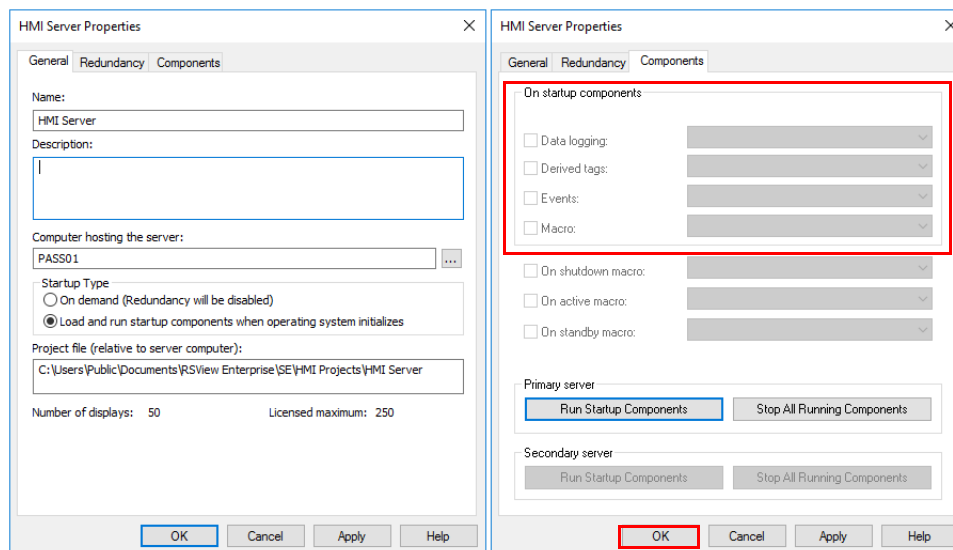 HMI Server Properties
General Redundancy Components
Name:
HMI Server
Description:
Computer hosting the server:
PASS01
...
Startup Type
On demand (Redundancy will be disabled)
Load and run startup components when operating system initializes
Project file (relative to server computer):
C:\Users\Public\Documents\RSView Enterprise\SE\HMI Projects\HMI Server
Number of displays: 50 Licensed maximum: 250
OK Cancel Apply Help
HMI Server Properties
General Redundancy Components
On startup components
Data logging:
Derived tags:
Events:
Macro:
On shutdown macro:
On active macro:
On standby macro:
Primary server
Run Startup Components Stop All Running Components
Secondary server
Run Startup Components Stop All Running Components
OK Cancel Apply Help